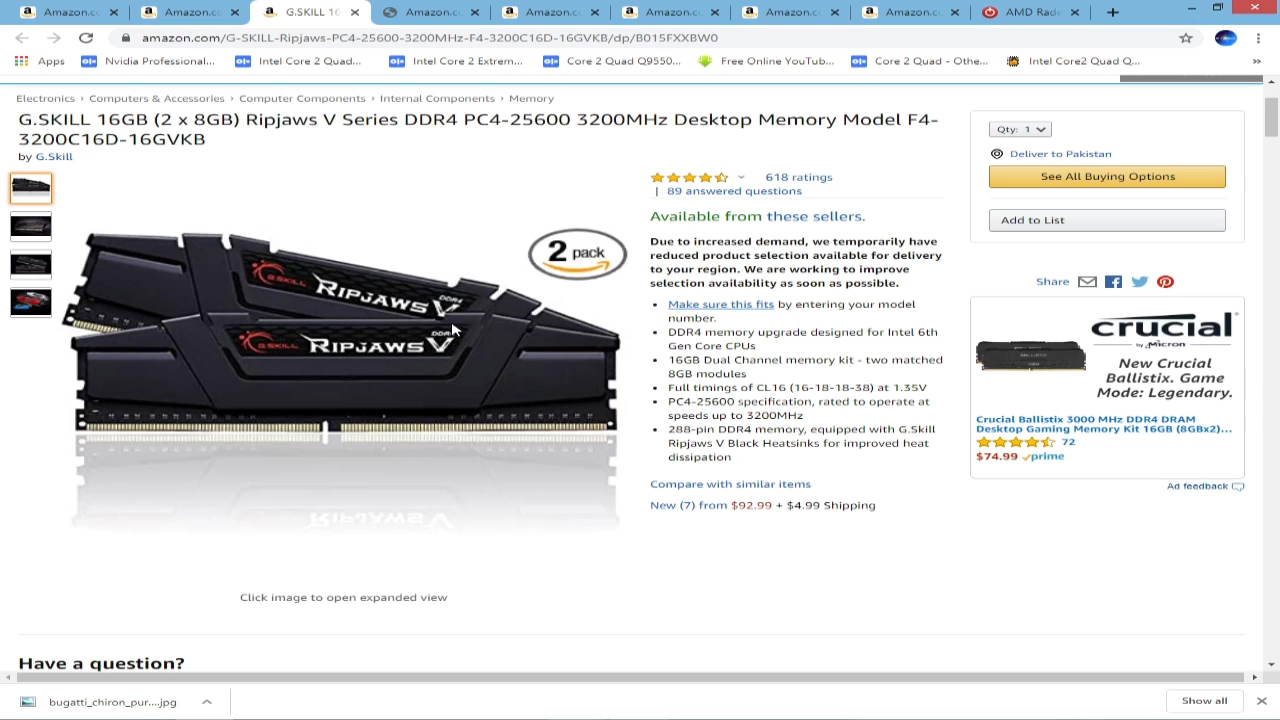 Amazon.c
Amazon.co
G.SKILL 16
Amazon.c
Amazon.c
Amazon.c
Amazon.c
Amazon.c
AMD Rade
amazon.com/G-SKILL-Ripjaws-PC4-25600-3200MHz-F4-3200C16D-16GVKB/dp/B015FXXBW0
Apps
Nvidia Professional...
Intel Core 2 Quad...
Intel Core 2 Extrem...
Core 2 Quad Q9550...
Free Online YouTub...
Core 2 Quad - Othe...
Intel Core2 Quad Q...
»
Electronics › Computers & Accessories › Computer Components › Internal Components › Memory
G.SKILL 16GB (2 x 8GB) Ripjaws V Series DDR4 PC4-25600 3200MHz Desktop Memory Model F4-
3200C16D-16GVKB
by G.Skill
2 pack
G.SKILL RIPJAWS V DDR4
G.SKILL RIPJAWS V
618 ratings
| 89 answered questions
Available from these sellers.
Due to increased demand, we temporarily have
reduced product selection available for delivery
to your region. We are working to improve
selection availability as soon as possible.
• Make sure this fits by entering your model
number.
• DDR4 memory upgrade designed for Intel 6th
Gen Core CPUs
• 16GB Dual Channel memory kit - two matched
8GB modules
• Full timings of CL16 (16-18-18-38) at 1.35V
• PC4-25600 specification, rated to operate at
speeds up to 3200MHz
• 288-pin DDR4 memory, equipped with G.Skill
Ripjaws V Black Heatsinks for improved heat
dissipation
Compare with similar items
New (7) from $92.99 + $4.99 Shipping
Qty: 1
Deliver to Pakistan
See All Buying Options
Add to List
Share
crucial
by Micron
New Crucial
Ballistix. Game
Mode: Legendary.
Crucial Ballistix 3000 MHz DDR4 DRAM
Desktop Gaming Memory Kit 16GB (8GBx2)...
72
$74.99 prime
Ad feedback
Click image to open expanded view
Have a question?
bugatti_chiron_pur....jpg
Show all